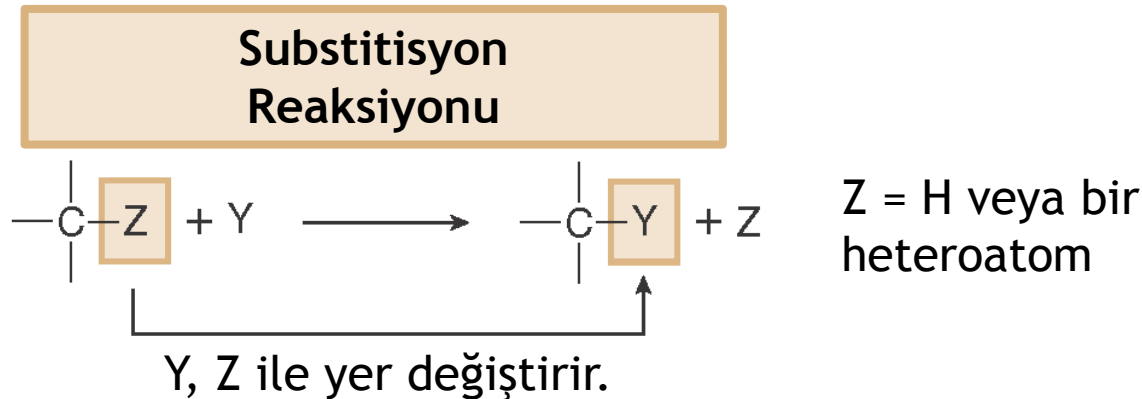 Substitisyon
Reaksiyonu
—C—Z + Y ⟶ —C—Y + Z
Z = H veya bir
heteroatom
Y, Z ile yer değiştirir.